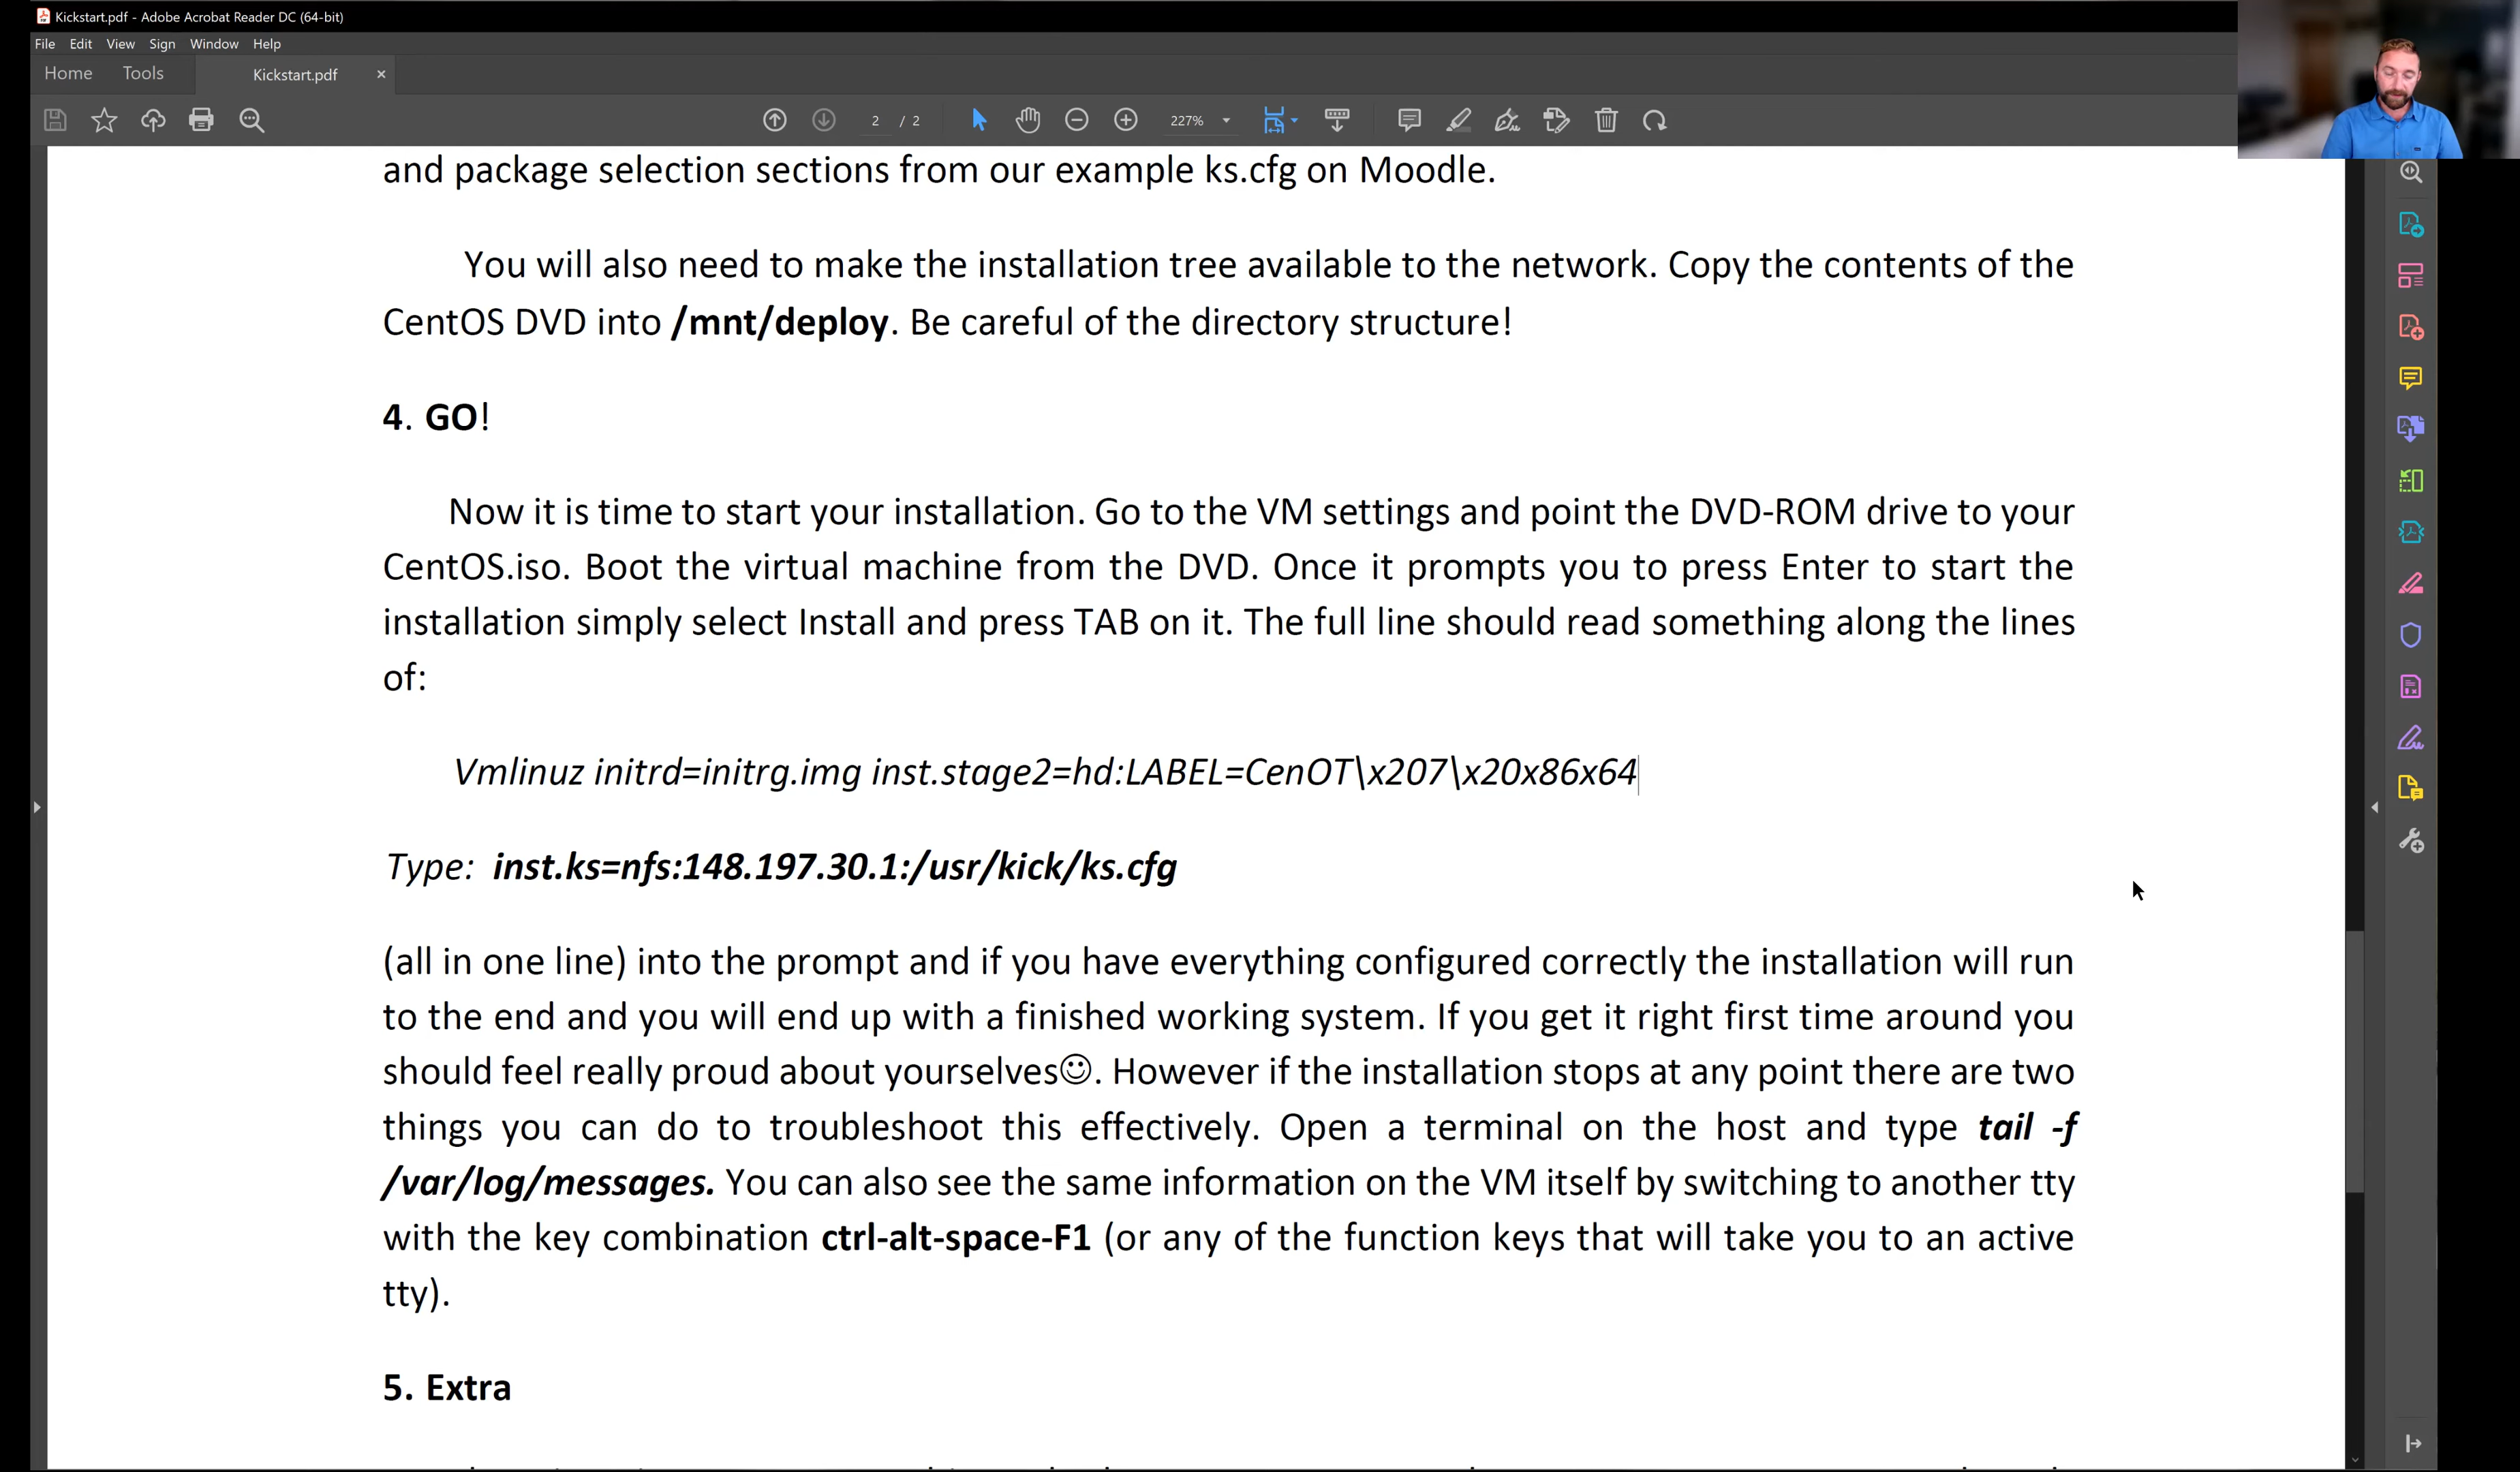 Kickstart.pdf - Adobe Acrobat Reader DC (64-bit)
File Edit View Sign Window Help
Home Tools Kickstart.pdf ×
2 / 2 227%
and package selection sections from our example ks.cfg on Moodle.
You will also need to make the installation tree available to the network. Copy the contents of the
CentOS DVD into /mnt/deploy. Be careful of the directory structure!
4. GO!
Now it is time to start your installation. Go to the VM settings and point the DVD-ROM drive to your
CentOS.iso. Boot the virtual machine from the DVD. Once it prompts you to press Enter to start the
installation simply select Install and press TAB on it. The full line should read something along the lines
of:
Vmlinuz initrd=initrg.img inst.stage2=hd:LABEL=CenOT\x207\x20x86x64
Type: inst.ks=nfs:148.197.30.1:/usr/kick/ks.cfg
(all in one line) into the prompt and if you have everything configured correctly the installation will run
to the end and you will end up with a finished working system. If you get it right first time around you
should feel really proud about yourselves☺. However if the installation stops at any point there are two
things you can do to troubleshoot this effectively. Open a terminal on the host and type tail -f
/var/log/messages. You can also see the same information on the VM itself by switching to another tty
with the key combination ctrl-alt-space-F1 (or any of the function keys that will take you to an active
tty).
5. Extra